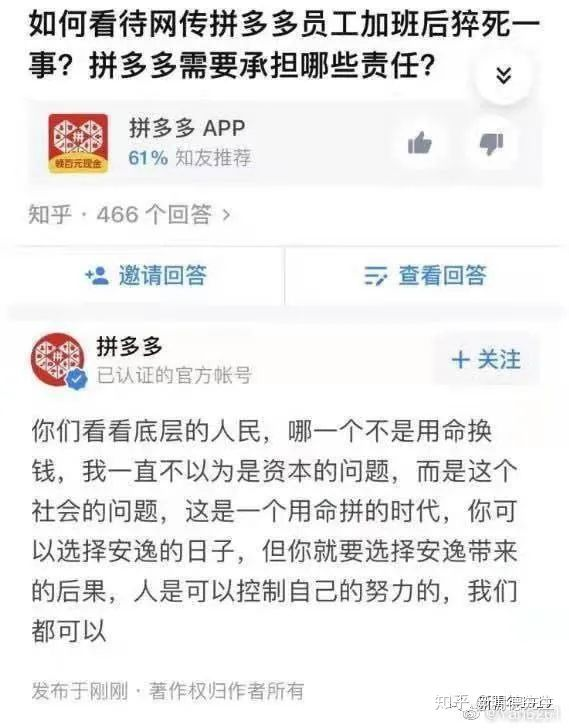 如何看待网传拼多多员工加班后猝死一
事？拼多多需要承担哪些责任？
拼
领百元现金
拼多多 APP
61% 知友推荐
知乎 · 466 个回答 >
邀请回答
查看回答
拼
拼多多
已认证的官方帐号
+ 关注
你们看看底层的人民，哪一个不是用命换
钱，我一直不以为是资本的问题，而是这个
社会的问题，这是一个用命拼的时代，你可
以选择安逸的日子，但你就要选择安逸带来
的后果，人是可以控制自己的努力的，我们
都可以
发布于刚刚 · 著作权归作者所有
知乎